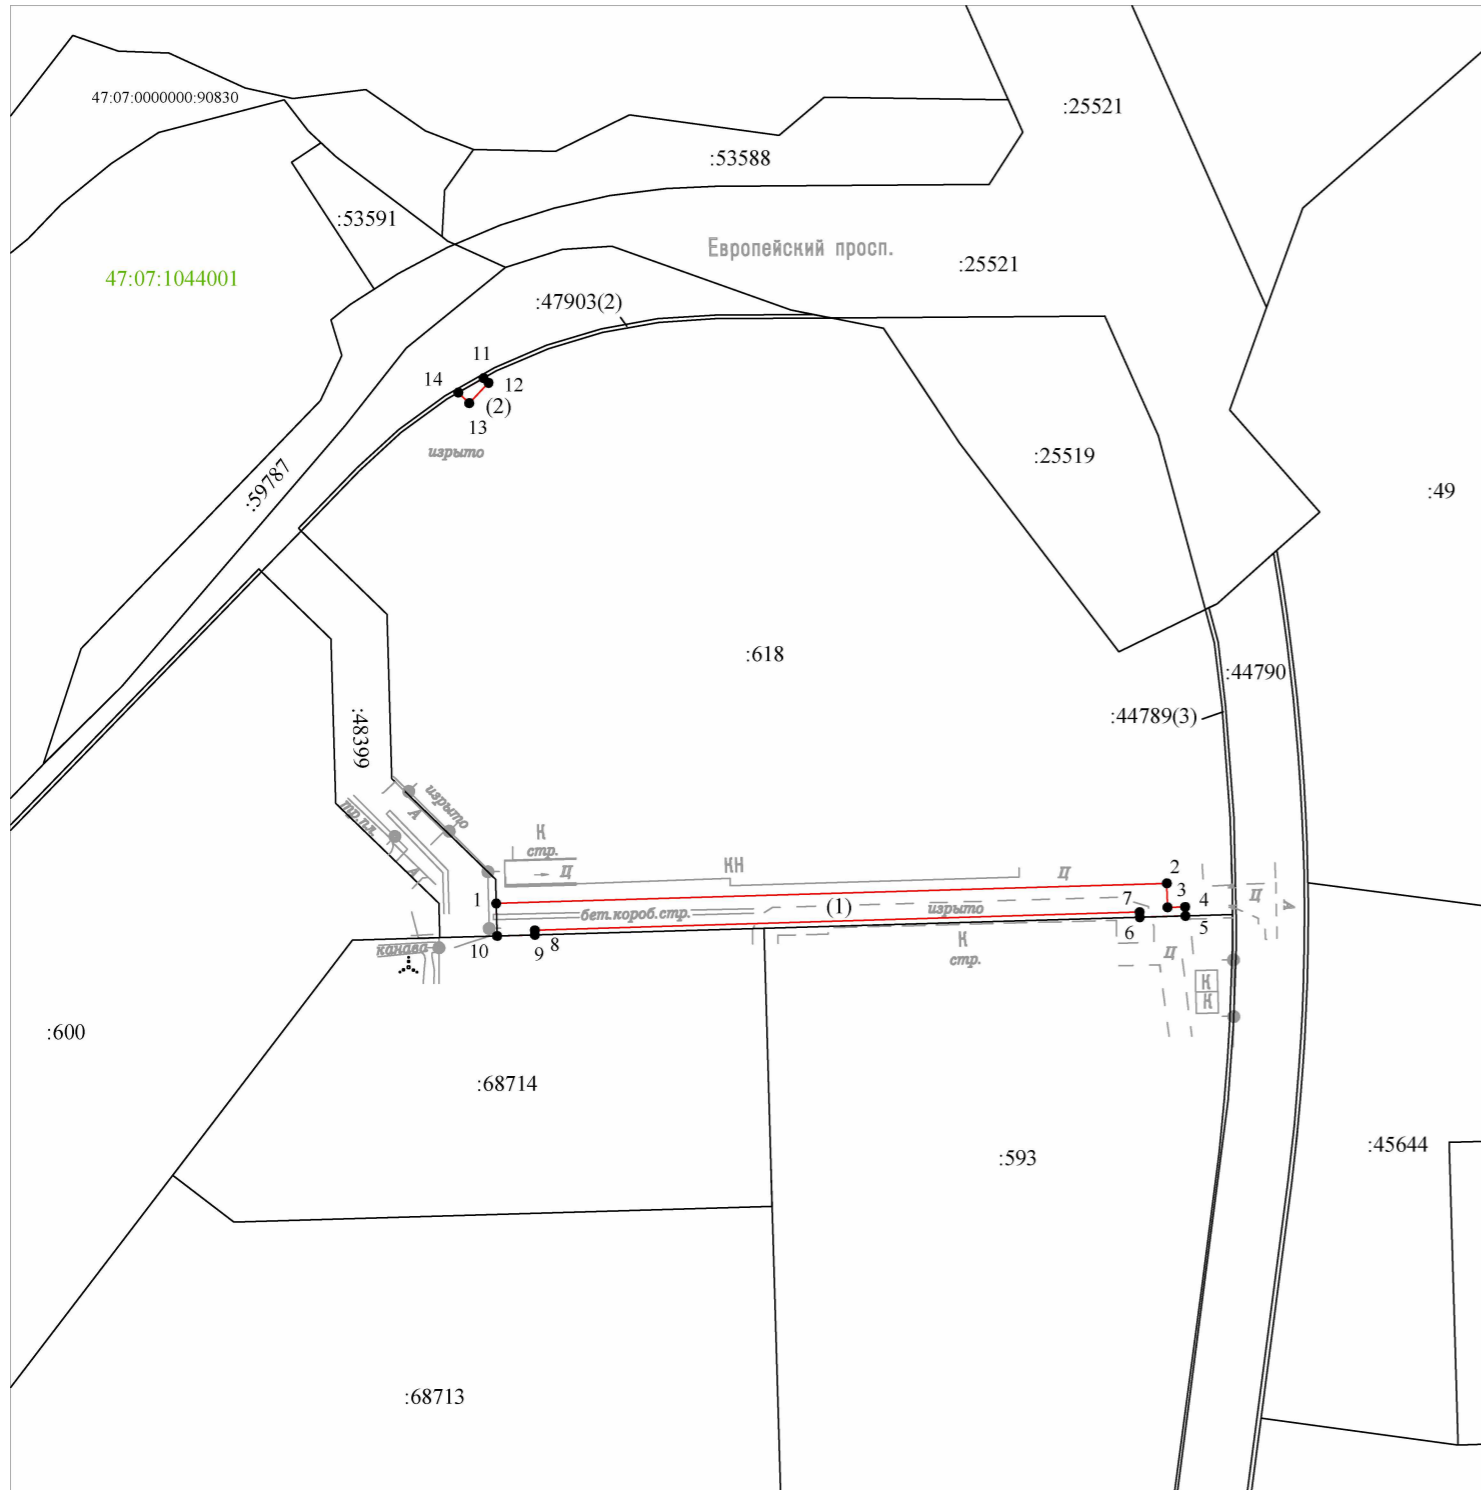 47:07:0000000:90830
:25521
:53588
:53591
Европейский просп.
47:07:1044001
:25521
:47903(2)
11
14
12
(2)
13
изрыто
:25519
:59787
:49
:618
:44790
:48399
:44789(3)
изрыто
А
тр.пл.
А
К
стр.
Ц
КН
Ц
2
1
3
4
7
(1)
Ц
А
бет.короб.стр.
изрыто
10
8
9
6
5
канава
К
стр.
Ц
К
К
:600
:68714
:593
:45644
:68713